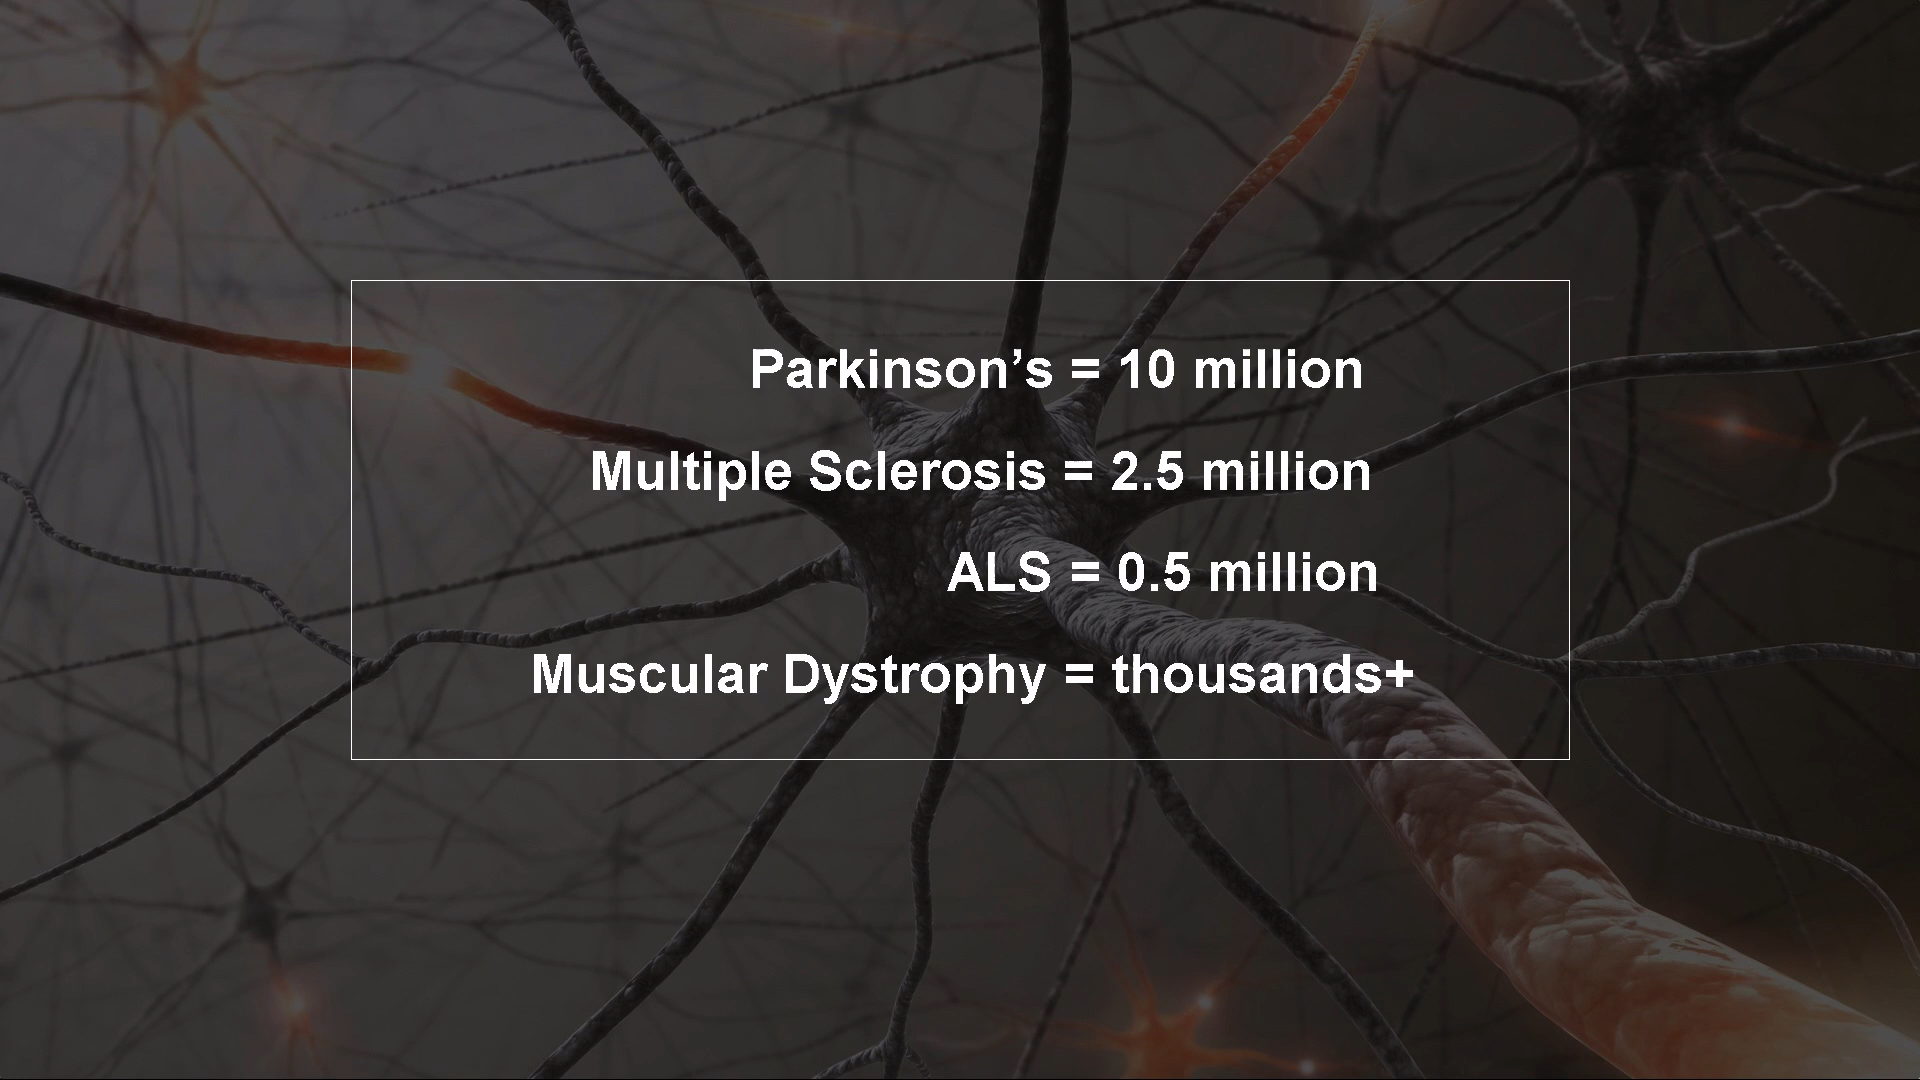 Parkinson’s = 10 million
Multiple Sclerosis = 2.5 million
ALS = 0.5 million
Muscular Dystrophy = thousands+